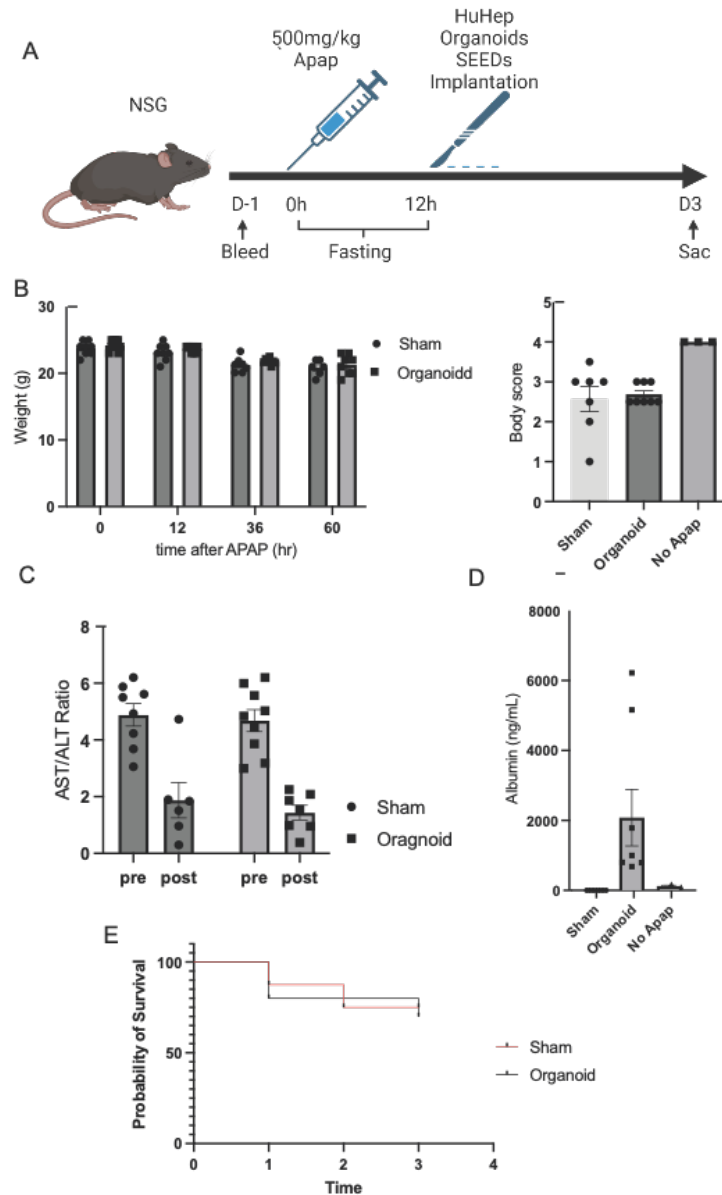 A
NSG
500mg/kg
Apap
HuHep
Organoids
SEEDs
Implantation
D-1
0h
12h
D3
Bleed
Fasting
Sac
B
Weight (g)
30
20
10
0
0
12
36
60
time after APAP (hr)
Sham
Organoidd
Body score
5
4
3
2
1
0
Sham
Organoid
No Apap
C
AST/ALT Ratio
8
6
4
2
0
pre
post
pre
post
Sham
Oragnoid
D
Albumin (ng/mL)
8000
6000
4000
2000
0
Sham
Organoid
No Apap
E
Probability of Survival
100
50
0
0
1
2
3
4
Time
Sham
Organoid